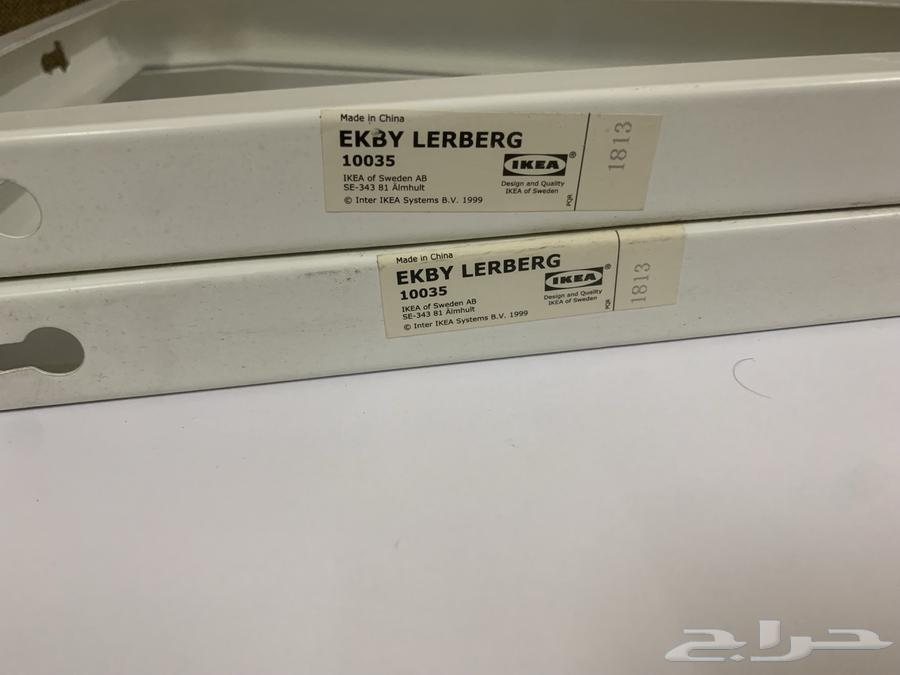 Made in China
EKBY LERBERG
10035
IKEA of Sweden AB
SE-343 81 Älmhult
© Inter IKEA Systems B.V. 1999
IKEA®
Design and Quality
IKEA of Sweden
PQR
1813
Made in China
EKBY LERBERG
10035
IKEA of Sweden AB
SE-343 81 Älmhult
© Inter IKEA Systems B.V. 1999
IKEA®
Design and Quality
IKEA of Sweden
PQR
1813
حراج